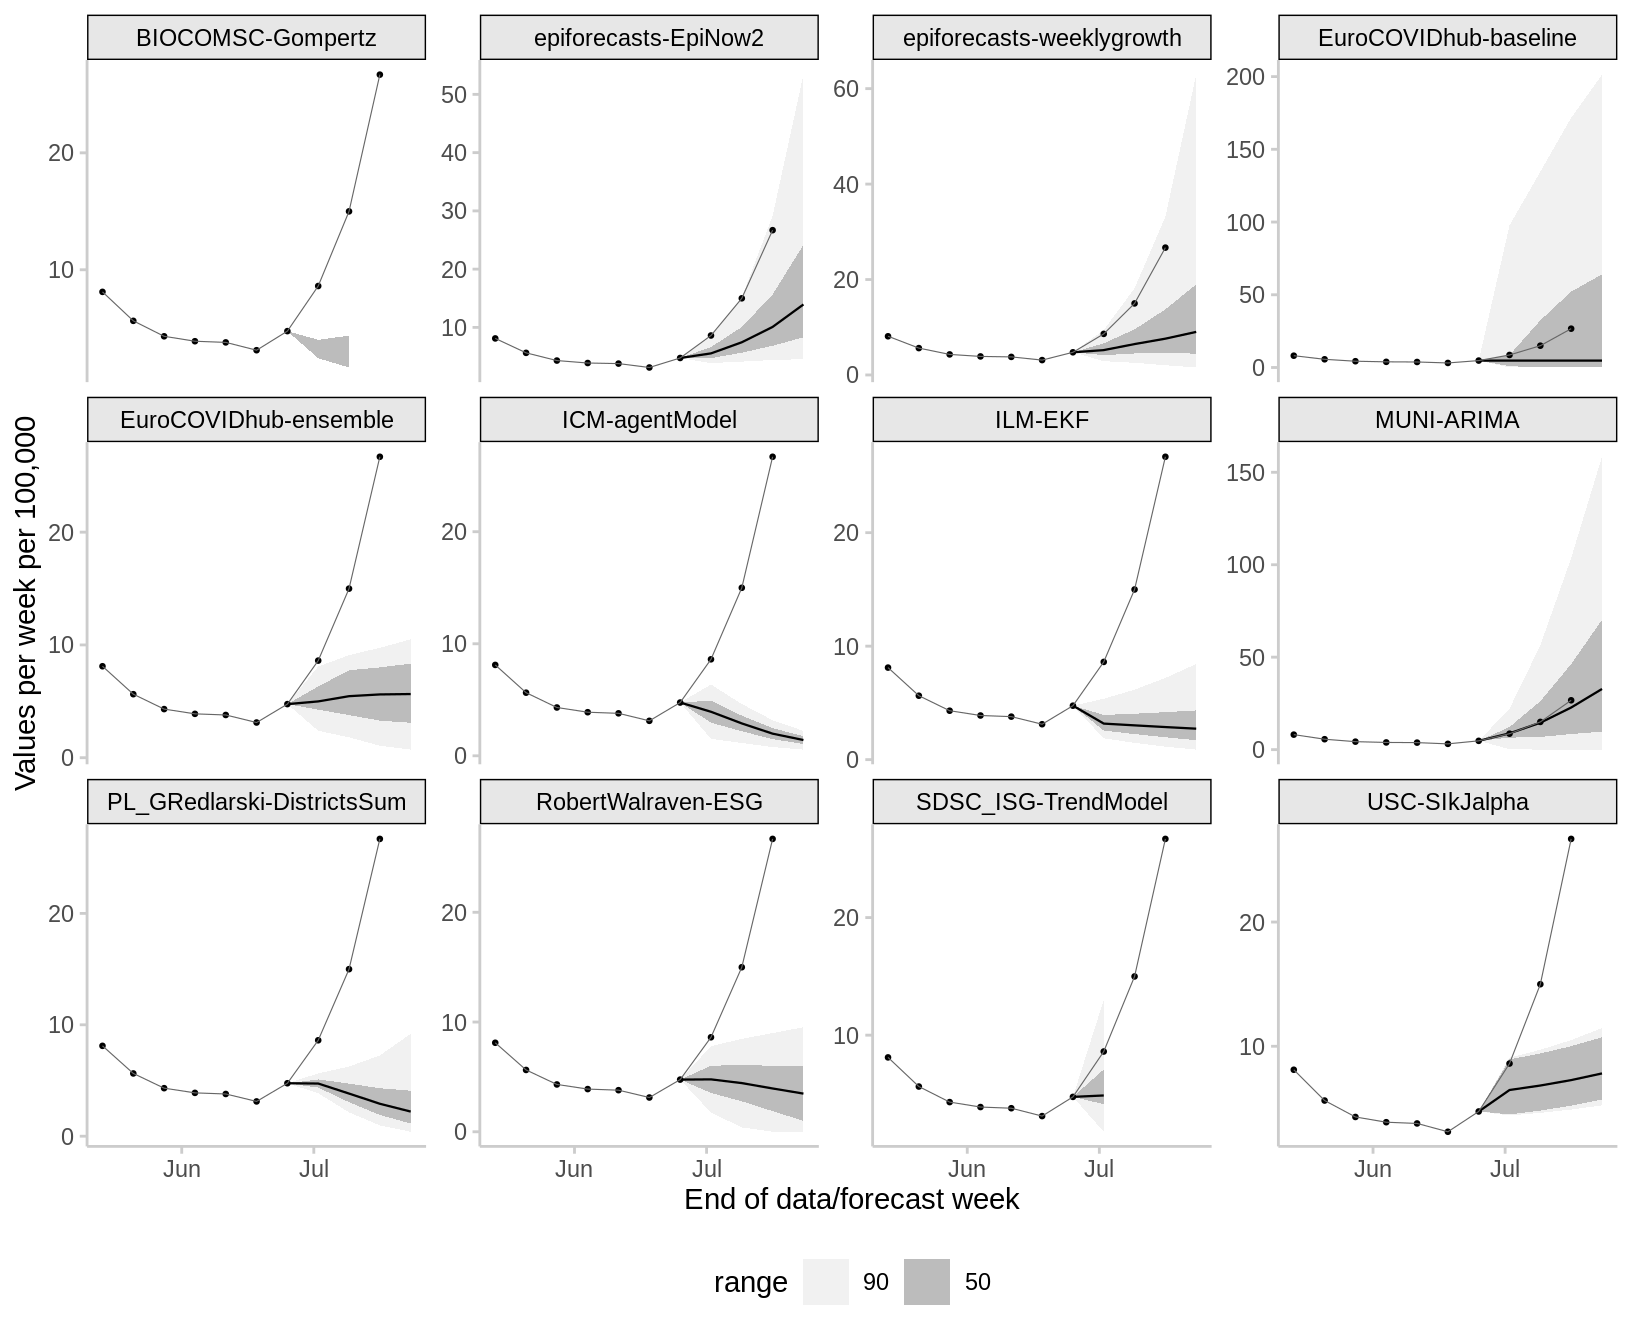 BIOCOMSC-Gompertz
epiforecasts-EpiNow2
epiforecasts-weeklygrowth
EuroCOVIDhub-baseline
20
10
50
40
30
20
10
60
40
20
0
200
150
100
50
0
EuroCOVIDhub-ensemble
ICM-agentModel
ILM-EKF
MUNI-ARIMA
20
10
0
20
10
0
20
10
0
150
100
50
0
PL_GRedlarski-DistrictsSum
RobertWalraven-ESG
SDSC_ISG-TrendModel
USC-SIkJalpha
20
10
0
20
10
0
20
10
20
10
Jun Jul
Jun Jul
Jun Jul
Jun Jul
Values per week per 100,000
End of data/forecast week
range 90 50